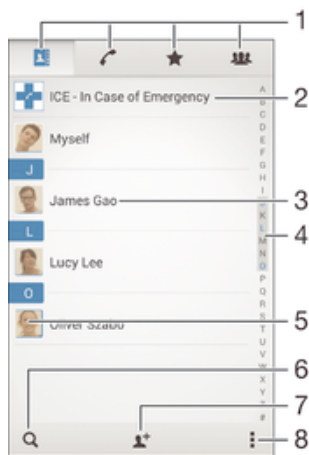 1
ICE - In Case of Emergency
2
Myself
J
James Gao
3
L
Lucy Lee
O
Oliver Szabo
5
A
B
C
D
E
F
G
H
I
J
K
L
M
N
O
P
Q
R
S
T
U
V
W
X
Y
Z
#
4
6
7
8